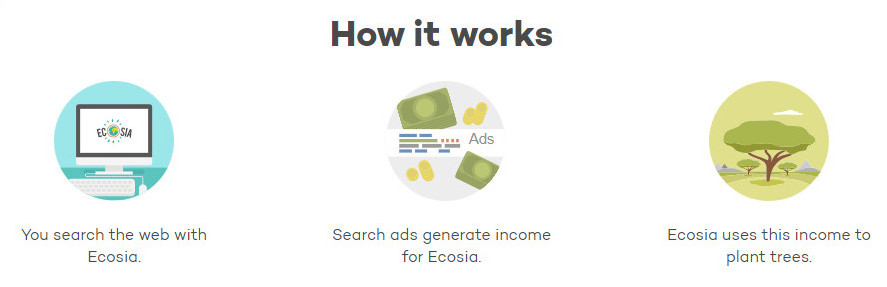 How it works
ECOSIA
Ads
You search the web with
Ecosia.
Search ads generate income
for Ecosia.
Ecosia uses this income to
plant trees.